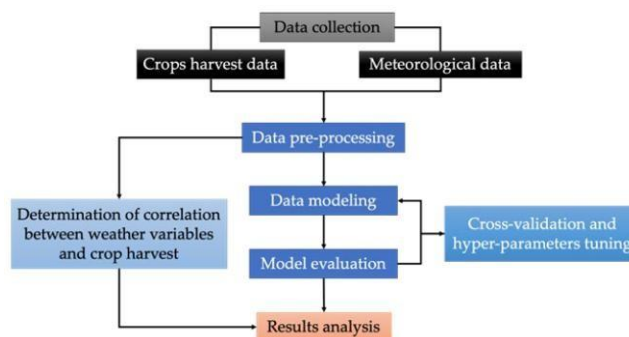 Data collection
Crops harvest data
Meteorological data
Data pre-processing
Determination of correlation
between weather variables
and crop harvest
Data modeling
Cross-validation and
hyper-parameters tuning
Model evaluation
Results analysis